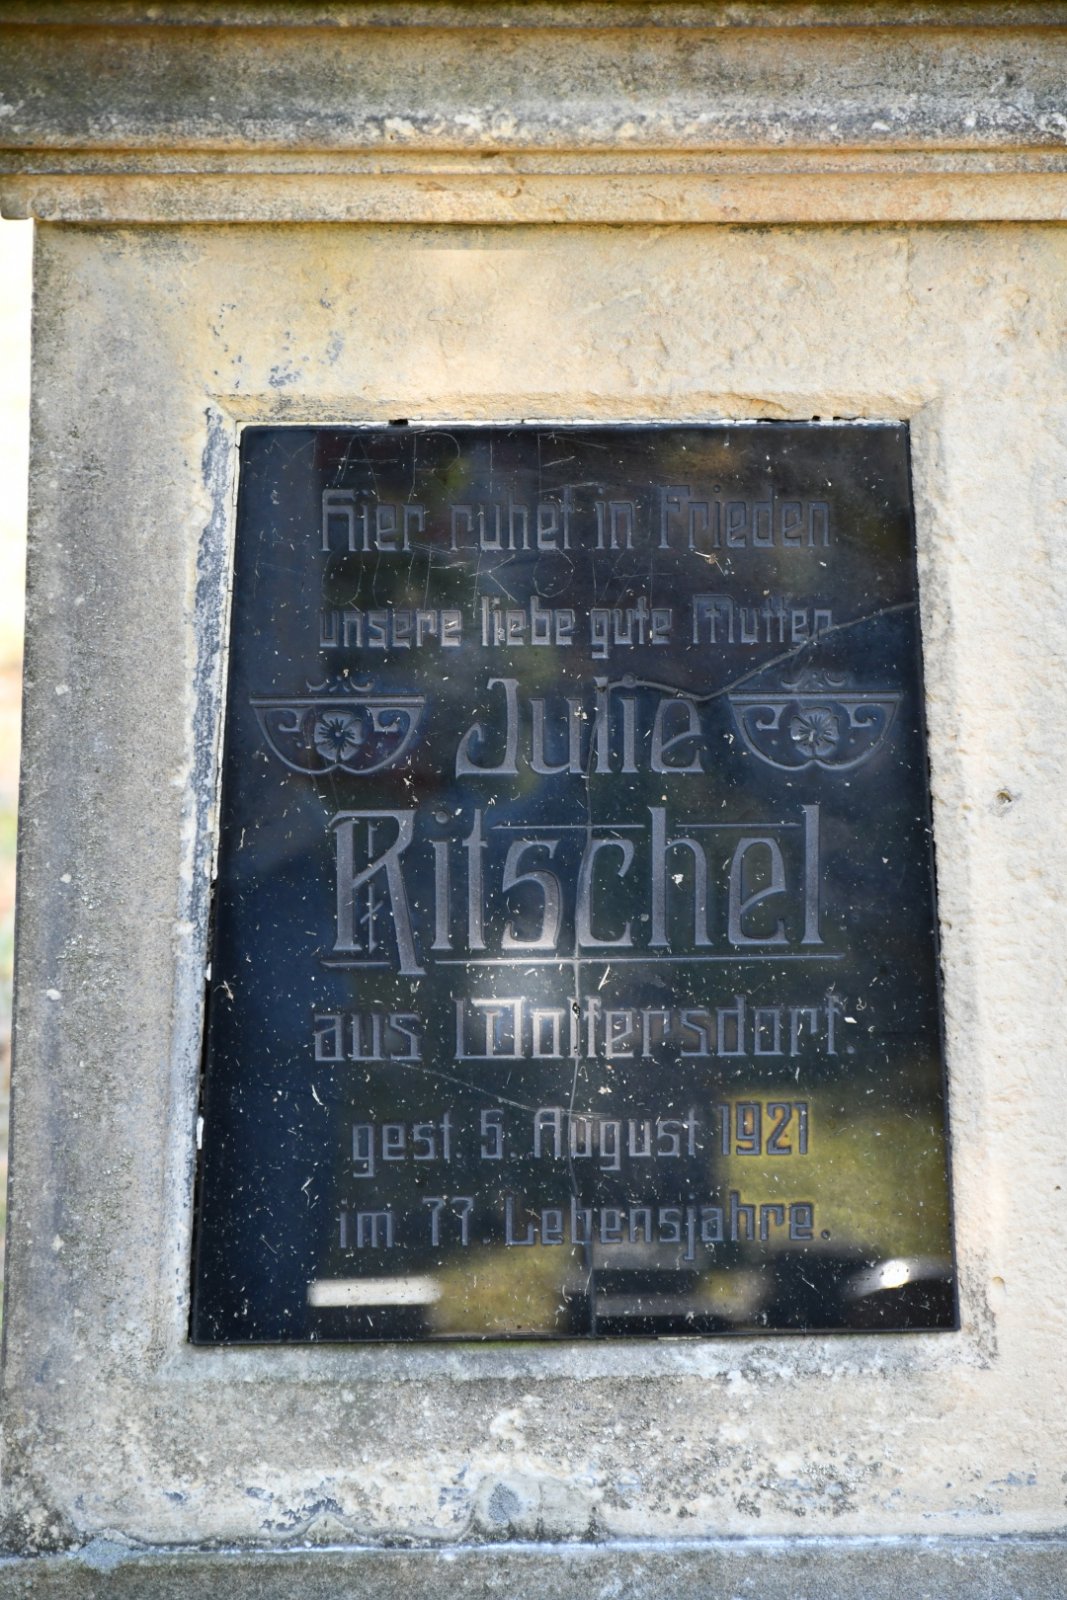 Hier ruhet in Frieden
unsere liebe gute Mutter
Julie
Ritschel
aus Wolfersdorf.
gest. 5. August 1921
im 77. Lebensjahre.